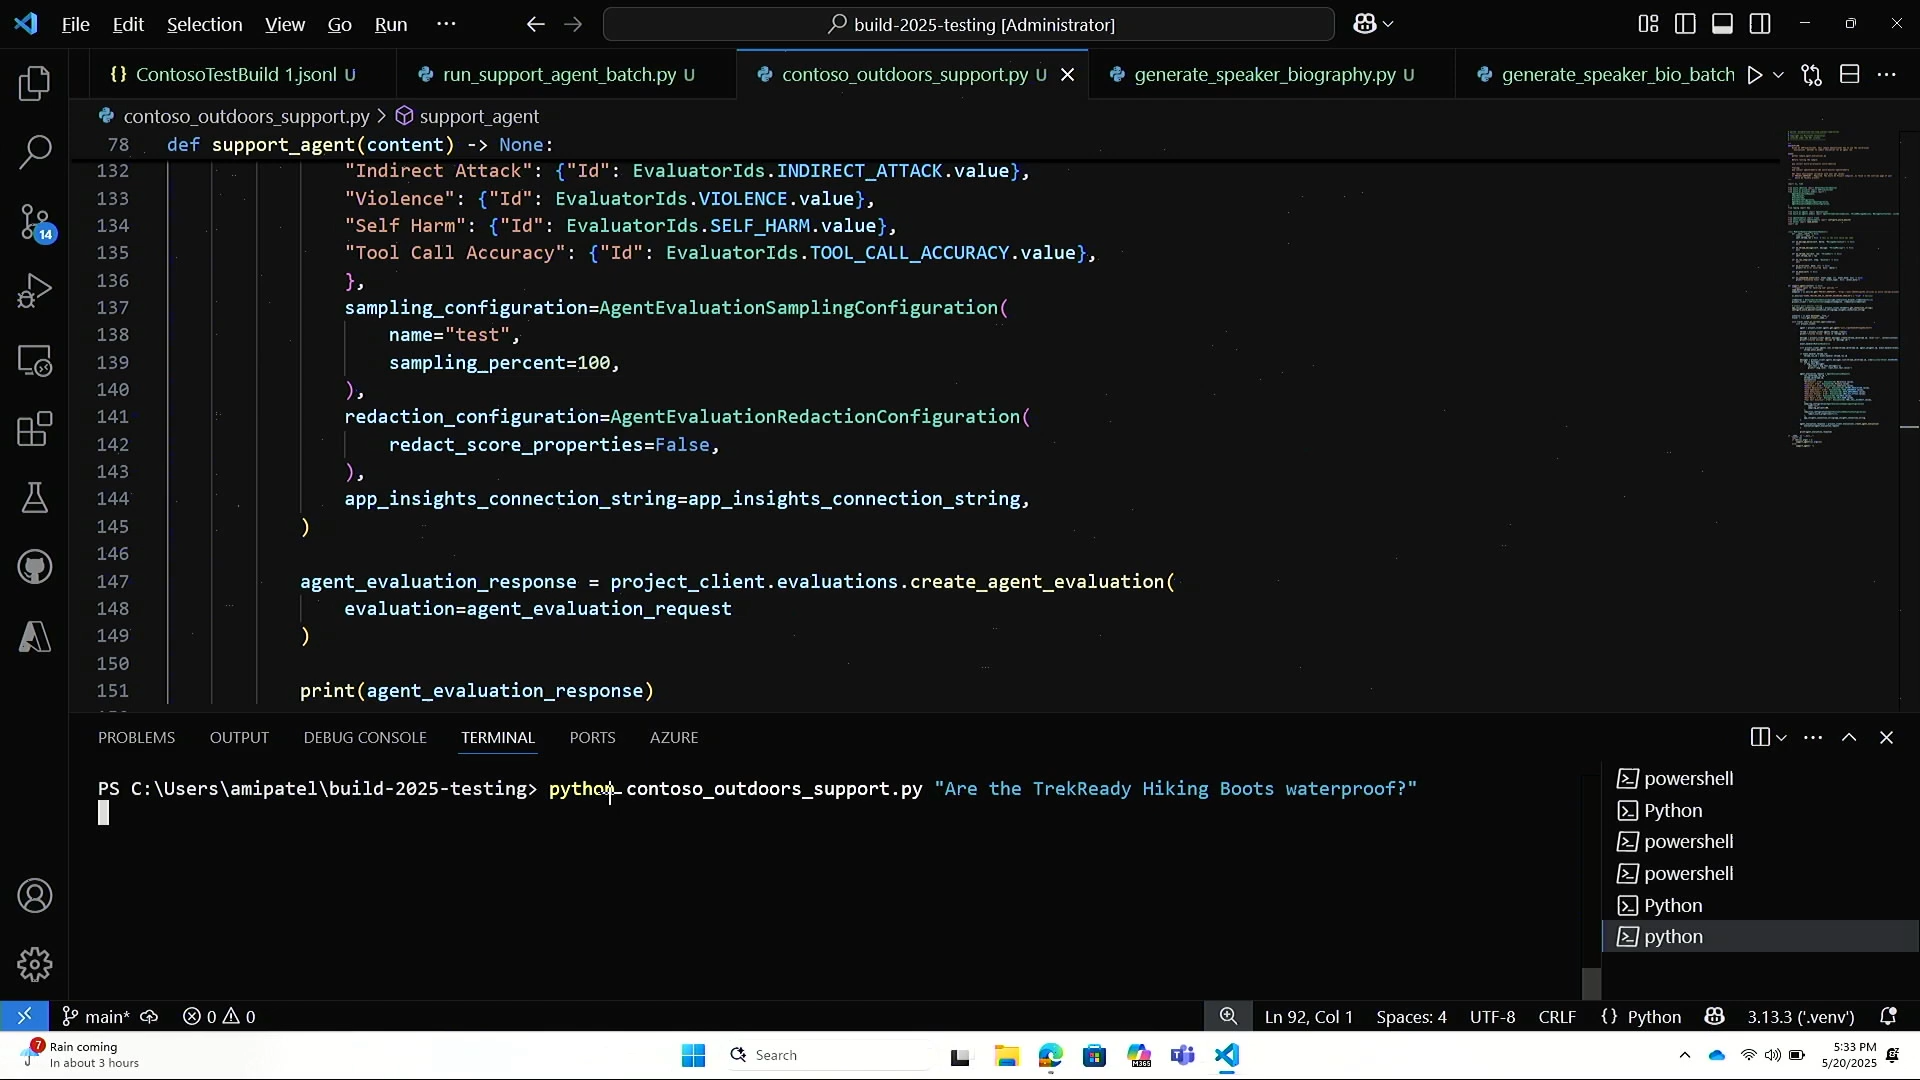 File Edit Selection View Go Run ···
build-2025-testing [Administrator]
{} ContosoTestBuild 1.jsonl U
run_support_agent_batch.py U
contoso_outdoors_support.py U
generate_speaker_biography.py U
generate_speaker_bio_batch
contoso_outdoors_support.py > support_agent
78 def support_agent(content) -> None:
132 "Indirect Attack": {"Id": EvaluatorIds.INDIRECT_ATTACK.value},
133 "Violence": {"Id": EvaluatorIds.VIOLENCE.value},
134 "Self Harm": {"Id": EvaluatorIds.SELF_HARM.value},
135 "Tool Call Accuracy": {"Id": EvaluatorIds.TOOL_CALL_ACCURACY.value},
136 },
137 sampling_configuration=AgentEvaluationSamplingConfiguration(
138 name="test",
139 sampling_percent=100,
140 ),
141 redaction_configuration=AgentEvaluationRedactionConfiguration(
142 redact_score_properties=False,
143 ),
144 app_insights_connection_string=app_insights_connection_string,
145 )
146
147 agent_evaluation_response = project_client.evaluations.create_agent_evaluation(
148 evaluation=agent_evaluation_request
149 )
150
151 print(agent_evaluation_response)
14
PROBLEMS OUTPUT DEBUG CONSOLE TERMINAL PORTS AZURE
PS C:\Users\amipatel\build-2025-testing> python contoso_outdoors_support.py "Are the TrekReady Hiking Boots waterproof?"
powershell
Python
powershell
powershell
Python
python
main* 0 0
Ln 92, Col 1 Spaces: 4 UTF-8 CRLF {} Python 3.13.3 ('.venv')
7
Rain coming
In about 3 hours
Search
M365
5:33 PM
5/20/2025